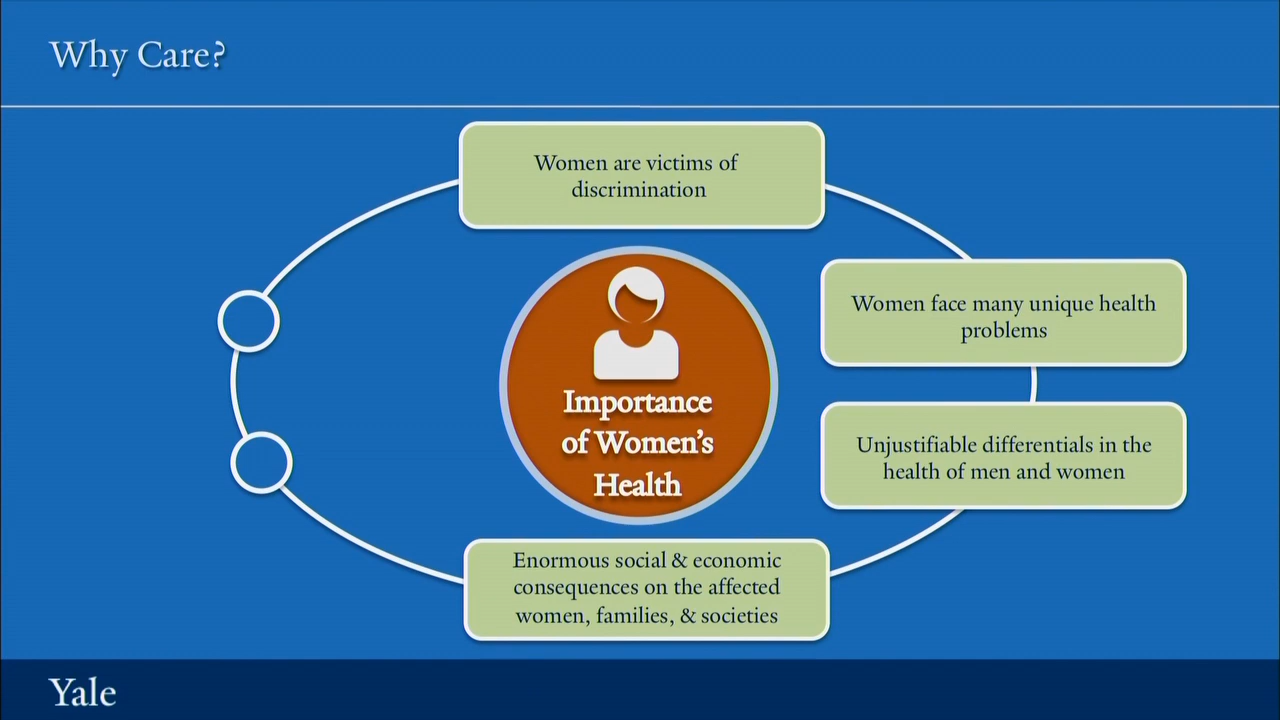 Why Care?
Women are victims of
discrimination
Women face many unique health
problems
Unjustifiable differentials in the
health of men and women
Enormous social & economic
consequences on the affected
women, families, & societies
Importance
of Women’s
Health
Yale